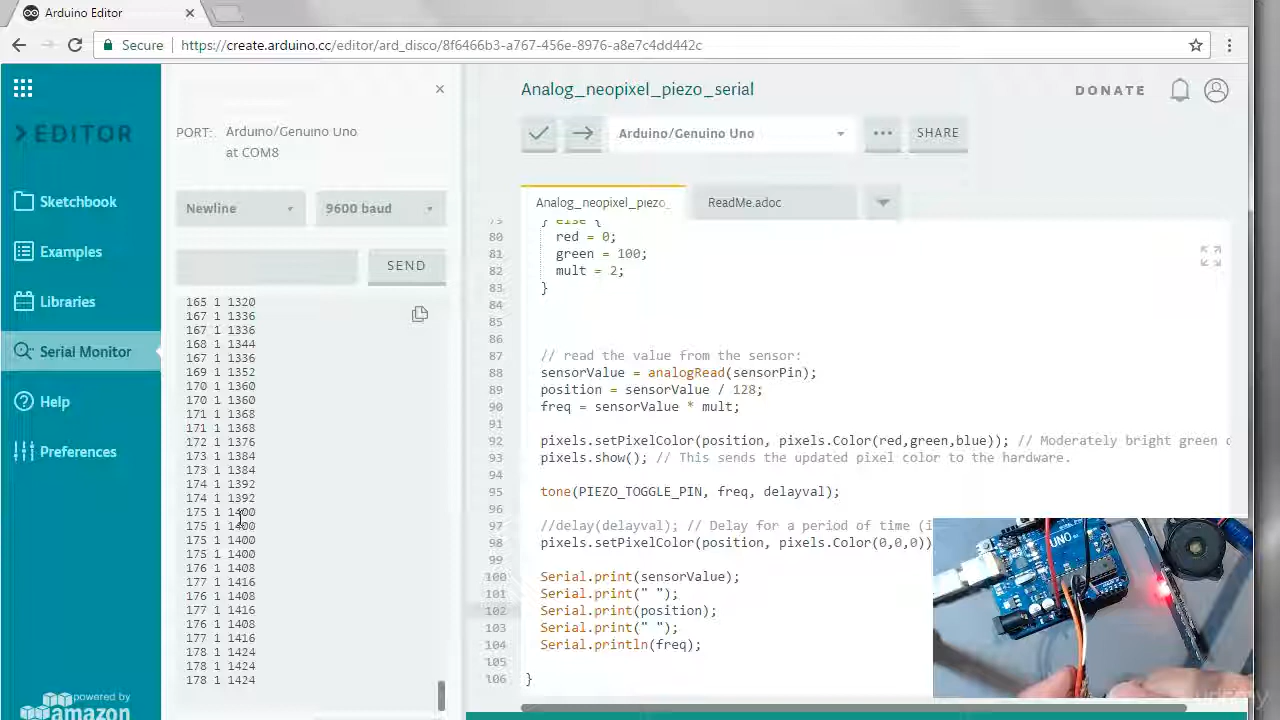 Arduino Editor
Secure
https://create.arduino.cc/editor/ard_disco/8f6466b3-a767-456e-8976-a8e7c4dd442c
EDITOR
Sketchbook
Examples
Libraries
Serial Monitor
Help
Preferences
powered by
amazon
PORT: Arduino/Genuino Uno
at COM8
Newline
9600 baud
SEND
165 1 1320
167 1 1336
167 1 1336
168 1 1344
167 1 1336
169 1 1352
170 1 1360
170 1 1360
171 1 1368
171 1 1368
172 1 1376
173 1 1384
173 1 1384
174 1 1392
174 1 1392
175 1 1400
175 1 1400
175 1 1400
175 1 1400
176 1 1408
177 1 1416
176 1 1408
177 1 1416
176 1 1408
177 1 1416
178 1 1424
178 1 1424
178 1 1424
Analog_neopixel_piezo_serial
DONATE
Arduino/Genuino Uno
SHARE
Analog_neopixel_piezo_
ReadMe.adoc
79 } else {
80 red = 0;
81 green = 100;
82 mult = 2;
83 }
84
85
86
87 // read the value from the sensor:
88 sensorValue = analogRead(sensorPin);
89 position = sensorValue / 128;
90 freq = sensorValue * mult;
91
92 pixels.setPixelColor(position, pixels.Color(red,green,blue)); // Moderately bright green
93 pixels.show(); // This sends the updated pixel color to the hardware.
94
95 tone(PIEZO_TOGGLE_PIN, freq, delayval);
96
97 //delay(delayval); // Delay for a period of time (i
98 pixels.setPixelColor(position, pixels.Color(0,0,0))
99
100 Serial.print(sensorValue);
101 Serial.print(" ");
102 Serial.print(position);
103 Serial.print(" ");
104 Serial.println(freq);
105
106 }
UNO
udemy